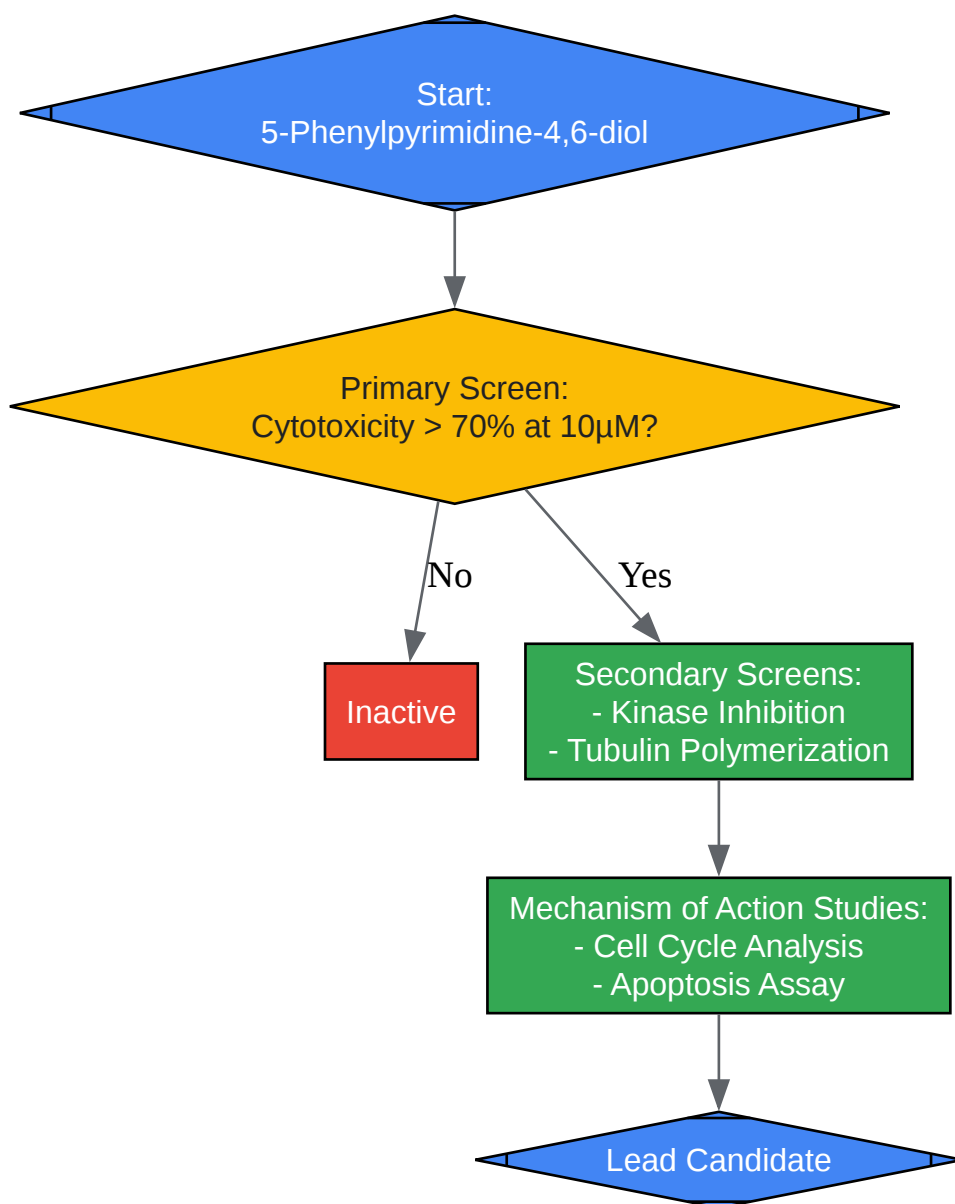 Start:
5-Phenylpyrimidine-4,6-diol
Primary Screen:
Cytotoxicity > 70% at 10µM?
No
Yes
Inactive
Secondary Screens:
- Kinase Inhibition
- Tubulin Polymerization
Mechanism of Action Studies:
- Cell Cycle Analysis
- Apoptosis Assay
Lead Candidate